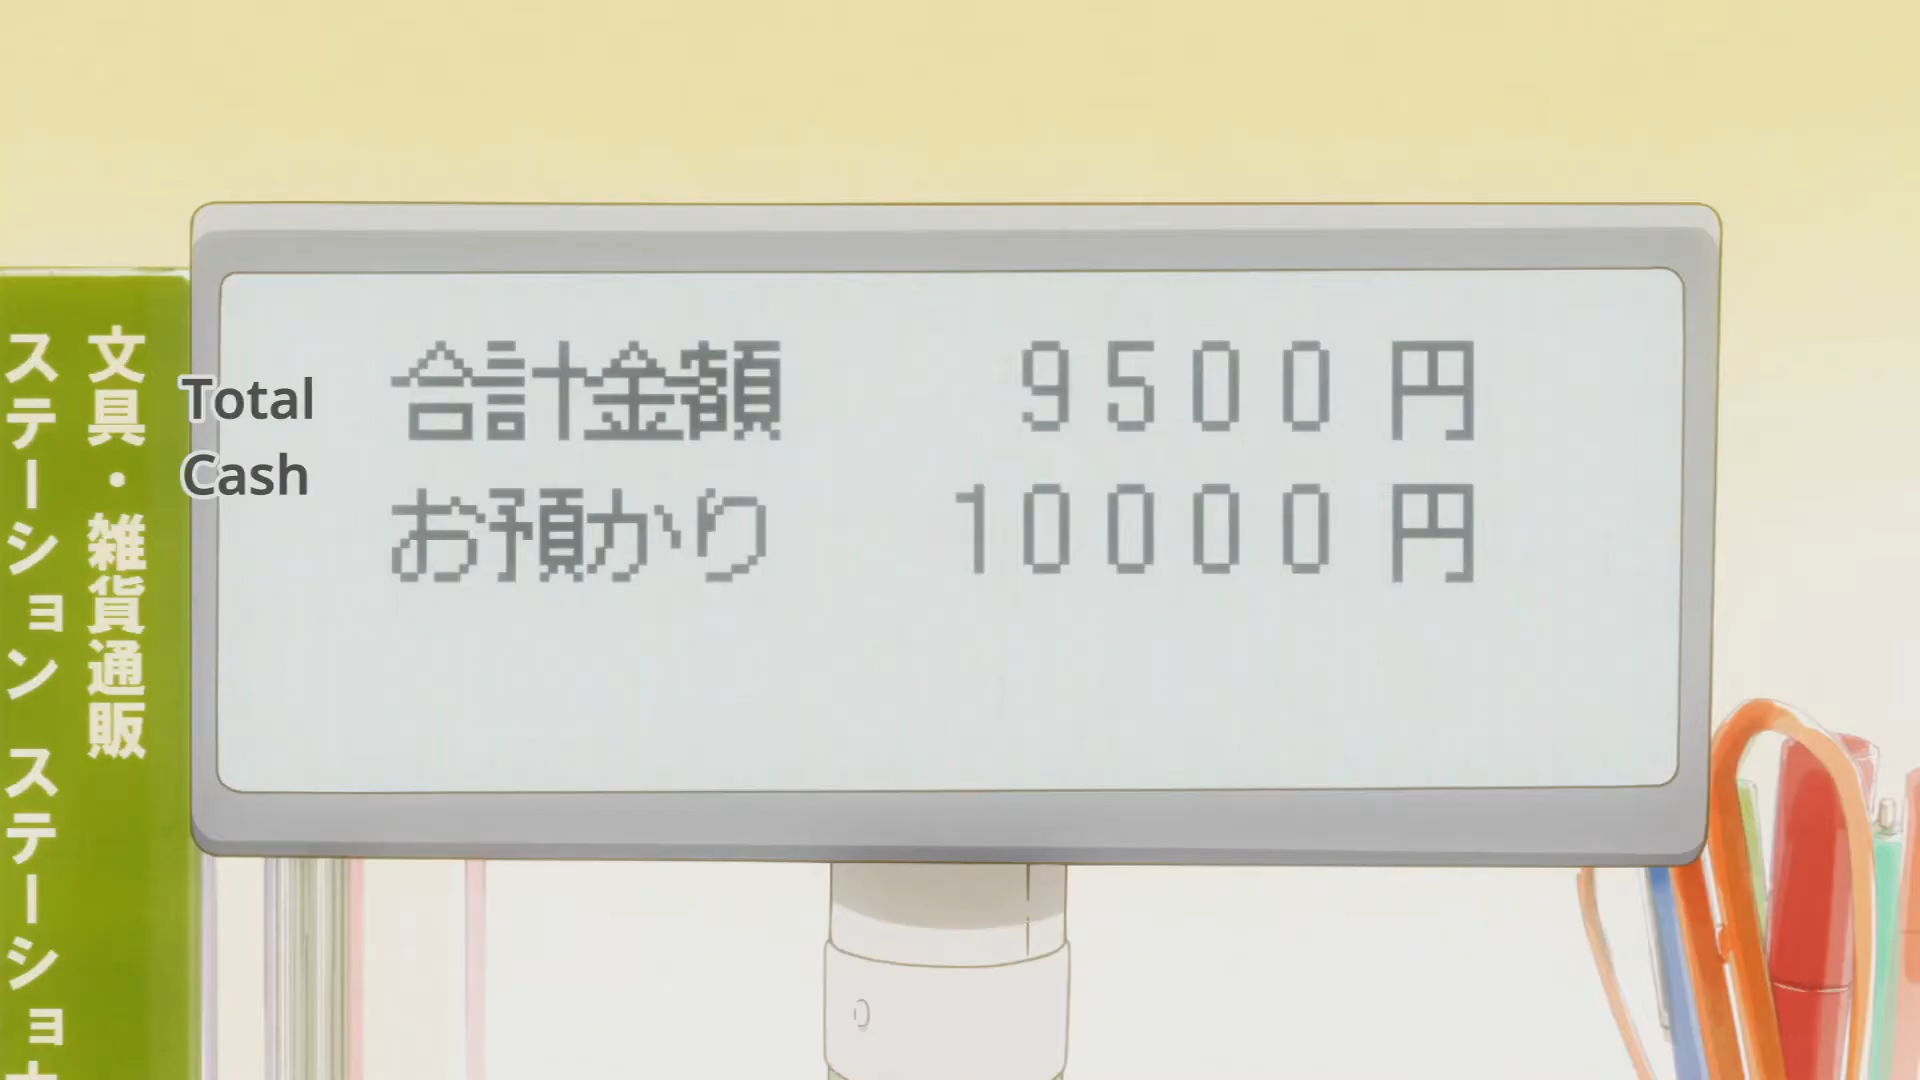 Total
Cash
合計金額 9500 円
お預かり 10000 円
文具・雑貨通販
ステーション ステーショナ